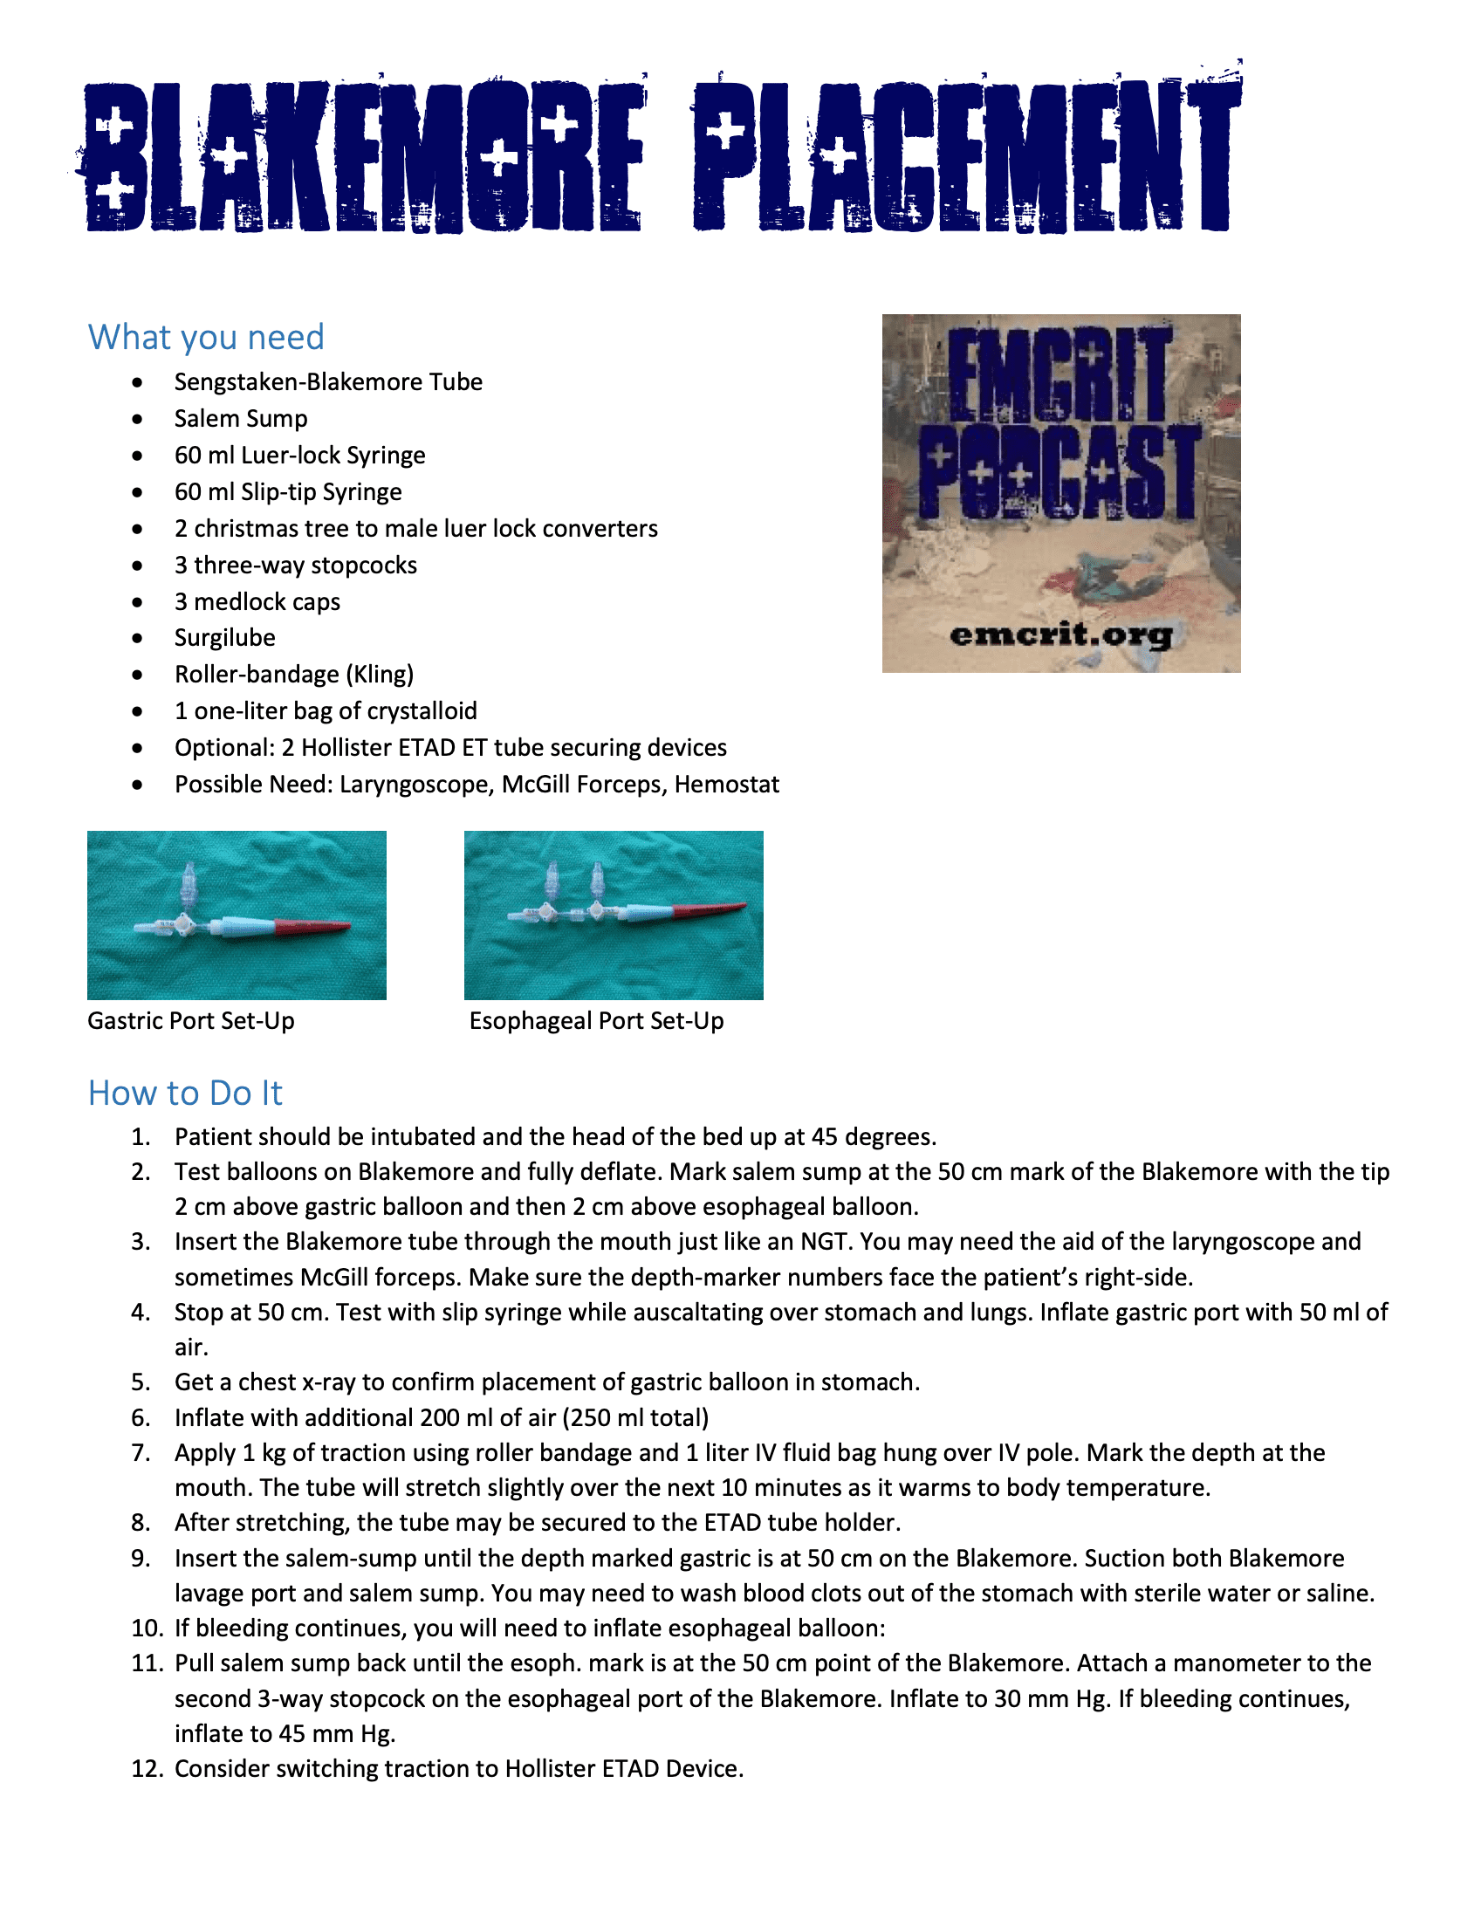 BLAKEMORE PLACEMENT
What you need
• Sengstaken-Blakemore Tube
• Salem Sump
• 60 ml Luer-lock Syringe
• 60 ml Slip-tip Syringe
• 2 christmas tree to male luer lock converters
• 3 three-way stopcocks
• 3 medlock caps
• Surgilube
• Roller-bandage (Kling)
• 1 one-liter bag of crystalloid
• Optional: 2 Hollister ETAD ET tube securing devices
• Possible Need: Laryngoscope, McGill Forceps, Hemostat
EMCRIT
PODCAST
emcrit.org
Gastric Port Set-Up
Esophageal Port Set-Up
How to Do It
1. Patient should be intubated and the head of the bed up at 45 degrees.
2. Test balloons on Blakemore and fully deflate. Mark salem sump at the 50 cm mark of the Blakemore with the tip
2 cm above gastric balloon and then 2 cm above esophageal balloon.
3. Insert the Blakemore tube through the mouth just like an NGT. You may need the aid of the laryngoscope and
sometimes McGill forceps. Make sure the depth-marker numbers face the patient’s right-side.
4. Stop at 50 cm. Test with slip syringe while auscaltating over stomach and lungs. Inflate gastric port with 50 ml of
air.
5. Get a chest x-ray to confirm placement of gastric balloon in stomach.
6. Inflate with additional 200 ml of air (250 ml total)
7. Apply 1 kg of traction using roller bandage and 1 liter IV fluid bag hung over IV pole. Mark the depth at the
mouth. The tube will stretch slightly over the next 10 minutes as it warms to body temperature.
8. After stretching, the tube may be secured to the ETAD tube holder.
9. Insert the salem-sump until the depth marked gastric is at 50 cm on the Blakemore. Suction both Blakemore
lavage port and salem sump. You may need to wash blood clots out of the stomach with sterile water or saline.
10. If bleeding continues, you will need to inflate esophageal balloon:
11. Pull salem sump back until the esoph. mark is at the 50 cm point of the Blakemore. Attach a manometer to the
second 3-way stopcock on the esophageal port of the Blakemore. Inflate to 30 mm Hg. If bleeding continues,
inflate to 45 mm Hg.
12. Consider switching traction to Hollister ETAD Device.